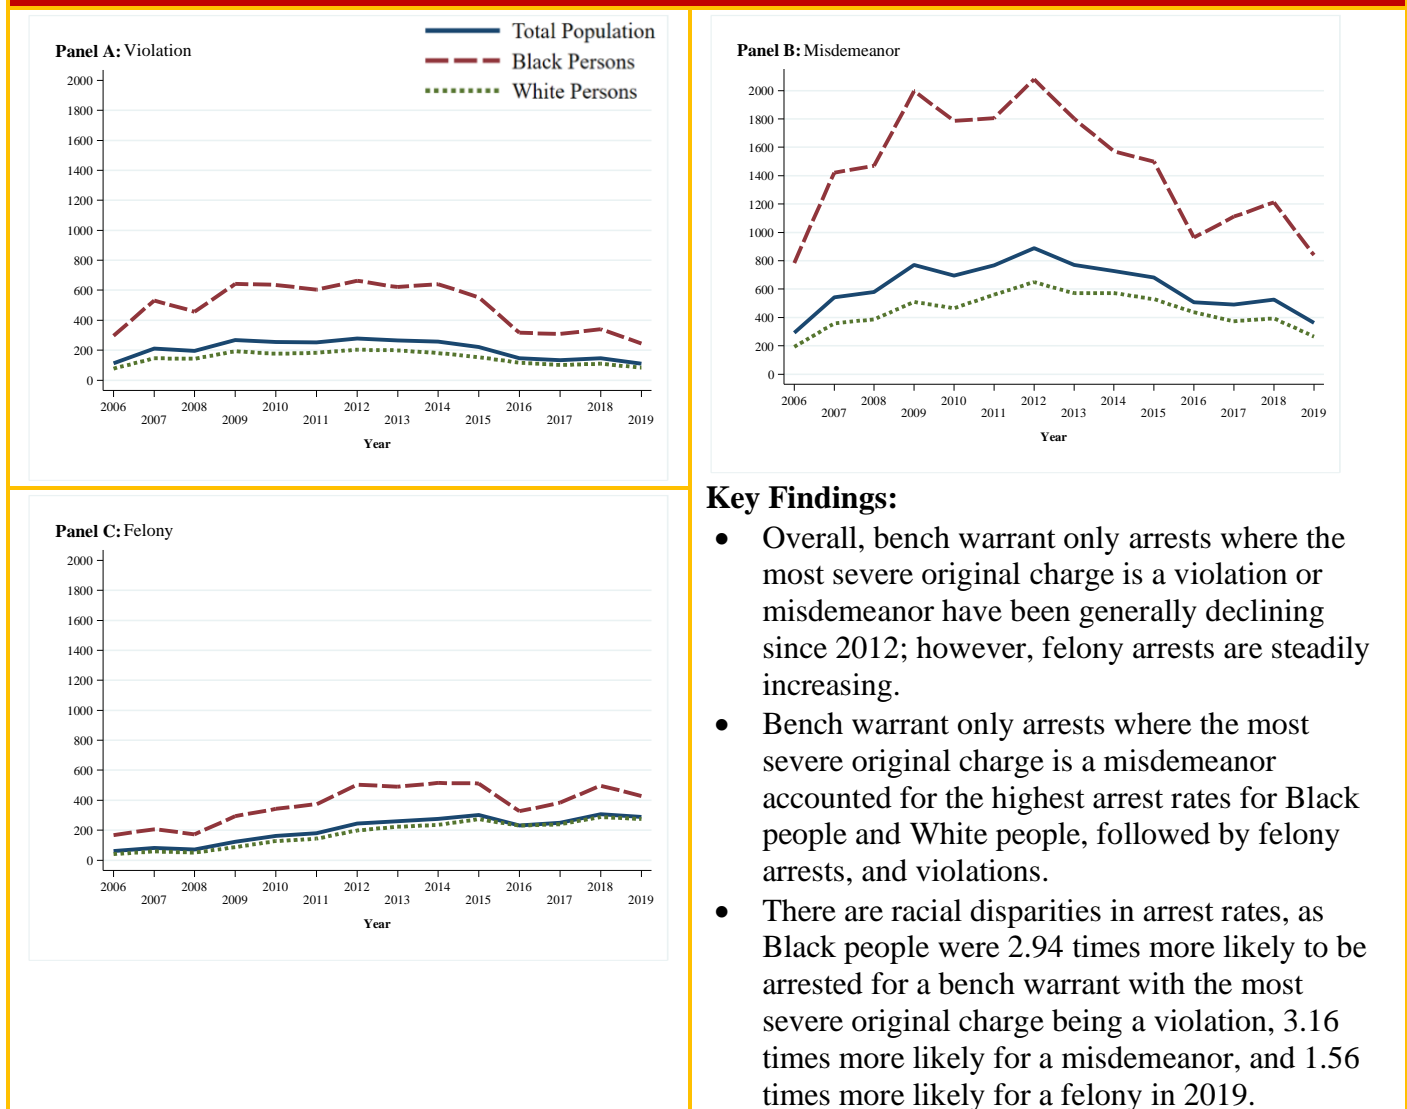 Panel A: Violation
Total Population
Black Persons
White Persons
2000
1800
1600
1400
1200
1000
800
600
400
200
0
2006 2008 2010 2012 2014 2016 2018
2007 2009 2011 2013 2015 2017 2019
Year
Panel B: Misdemeanor
2000
1800
1600
1400
1200
1000
800
600
400
200
0
2006 2008 2010 2012 2014 2016 2018
2007 2009 2011 2013 2015 2017 2019
Year
Panel C: Felony
2000
1800
1600
1400
1200
1000
800
600
400
200
0
2006 2008 2010 2012 2014 2016 2018
2007 2009 2011 2013 2015 2017 2019
Year
Key Findings:
• Overall, bench warrant only arrests where the
most severe original charge is a violation or
misdemeanor have been generally declining
since 2012; however, felony arrests are steadily
increasing.
• Bench warrant only arrests where the most
severe original charge is a misdemeanor
accounted for the highest arrest rates for Black
people and White people, followed by felony
arrests, and violations.
• There are racial disparities in arrest rates, as
Black people were 2.94 times more likely to be
arrested for a bench warrant with the most
severe original charge being a violation, 3.16
times more likely for a misdemeanor, and 1.56
times more likely for a felony in 2019.